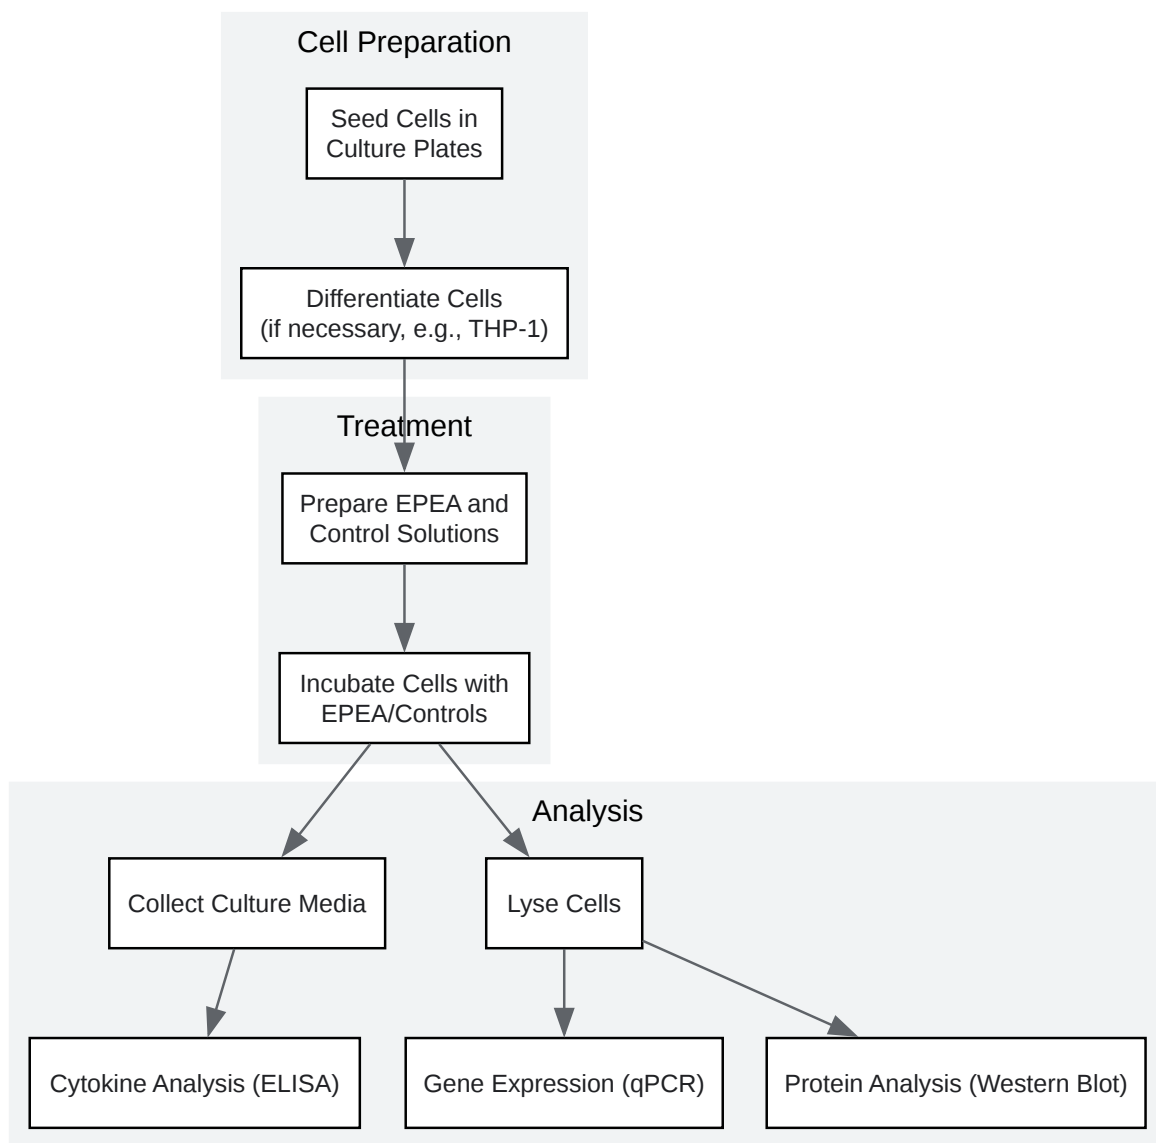 Cell Preparation
Seed Cells in
Culture Plates
Differentiate Cells
(if necessary, e.g., THP-1)
Treatment
Prepare EPEA and
Control Solutions
Incubate Cells with
EPEA/Controls
Analysis
Collect Culture Media
Lyse Cells
Cytokine Analysis (ELISA)
Gene Expression (qPCR)
Protein Analysis (Western Blot)